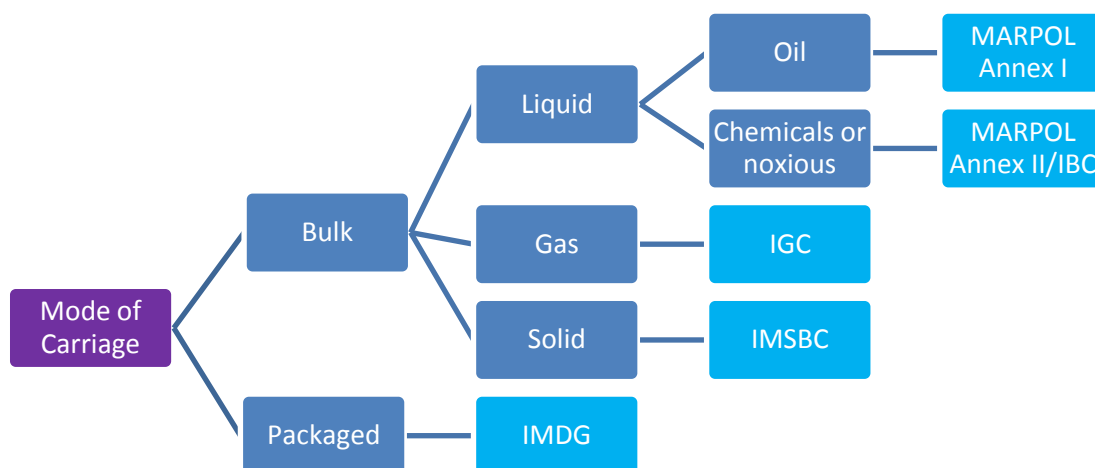 Oil
MARPOL
Annex I
Liquid
Chemicals or
noxious
MARPOL
Annex II/IBC
Bulk
Gas
IGC
Mode of
Carriage
Solid
IMSBC
Packaged
IMDG